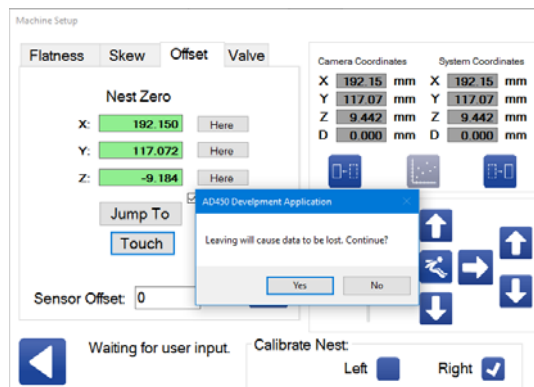 Machine Setup
Flatness Skew Offset Valve
Nest Zero
X: 192.150 Here
Y: 117.072 Here
Z: -9.184 Here
Jump To
Touch
Sensor Offset: 0
Camera Coordinates System Coordinates
X 192.15 mm X 192.15 mm
Y 117.07 mm Y 117.07 mm
Z 9.442 mm Z 9.442 mm
D 0.000 mm D 0.000 mm
AD450 Develpment Application
Leaving will cause data to be lost. Continue?
Yes No
Waiting for user input.
Calibrate Nest:
Left Right